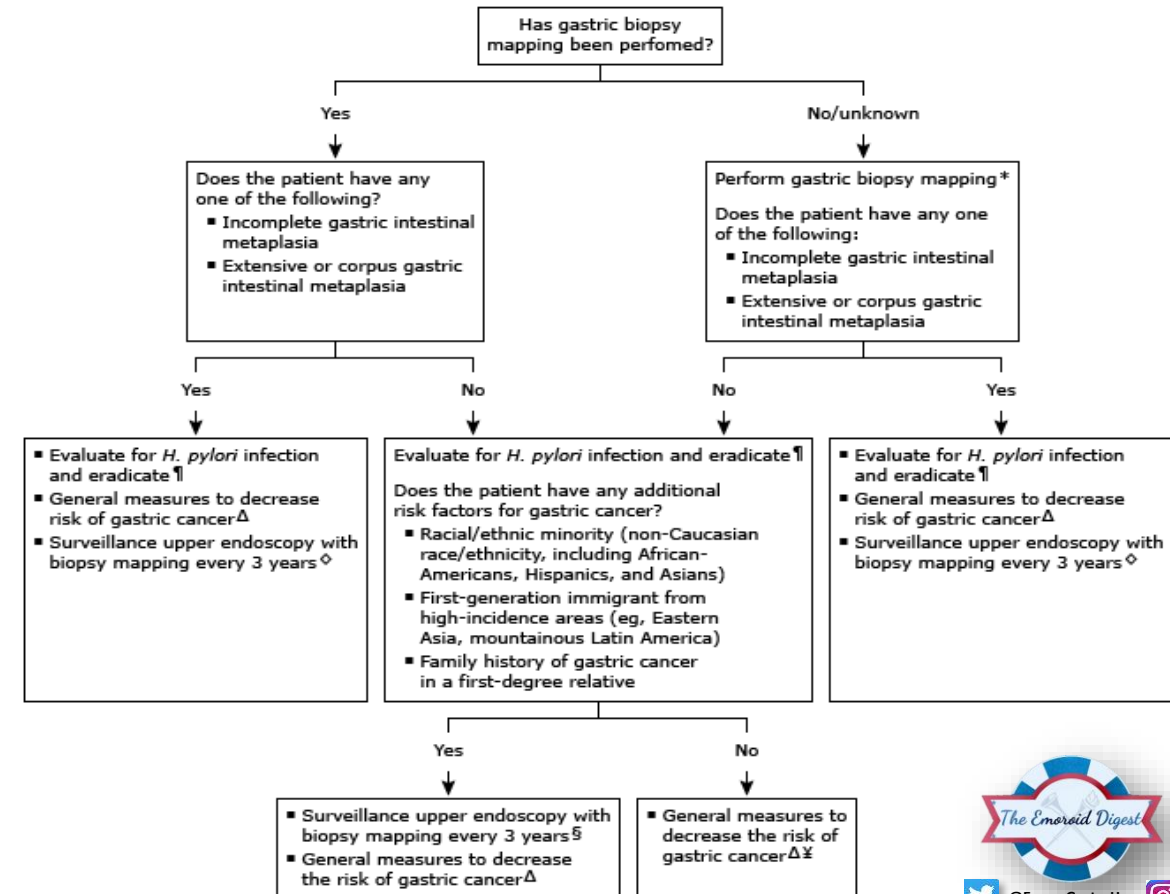 Has gastric biopsy
mapping been perfomed?
Yes
No/unknown
Does the patient have any
one of the following?
▪ Incomplete gastric intestinal
metaplasia
▪ Extensive or corpus gastric
intestinal metaplasia
Perform gastric biopsy mapping*
Does the patient have any one
of the following:
▪ Incomplete gastric intestinal
metaplasia
▪ Extensive or corpus gastric
intestinal metaplasia
Yes
No
No
Yes
▪ Evaluate for H. pylori infection
and eradicate¶
▪ General measures to decrease
risk of gastric cancerΔ
▪ Surveillance upper endoscopy with
biopsy mapping every 3 years◇
Evaluate for H. pylori infection and eradicate¶
Does the patient have any additional
risk factors for gastric cancer?
▪ Racial/ethnic minority (non-Caucasian
race/ethnicity, including African-
Americans, Hispanics, and Asians)
▪ First-generation immigrant from
high-incidence areas (eg, Eastern
Asia, mountainous Latin America)
▪ Family history of gastric cancer
in a first-degree relative
▪ Evaluate for H. pylori infection
and eradicate¶
▪ General measures to decrease
risk of gastric cancerΔ
▪ Surveillance upper endoscopy with
biopsy mapping every 3 years◇
Yes
No
▪ Surveillance upper endoscopy with
biopsy mapping every 3 years§
▪ General measures to decrease
the risk of gastric cancerΔ
▪ General measures to
decrease the risk of
gastric cancerΔ¥
The Emoroid Digest